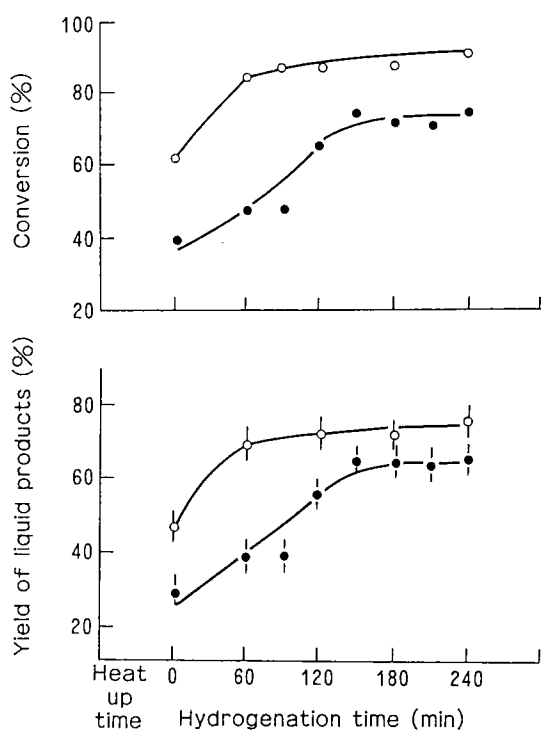 Conversion (%)
100
80
60
40
20
Yield of liquid products (%)
80
60
40
20
Heat
up
time
0 60 120 180 240
Hydrogenation time (min)